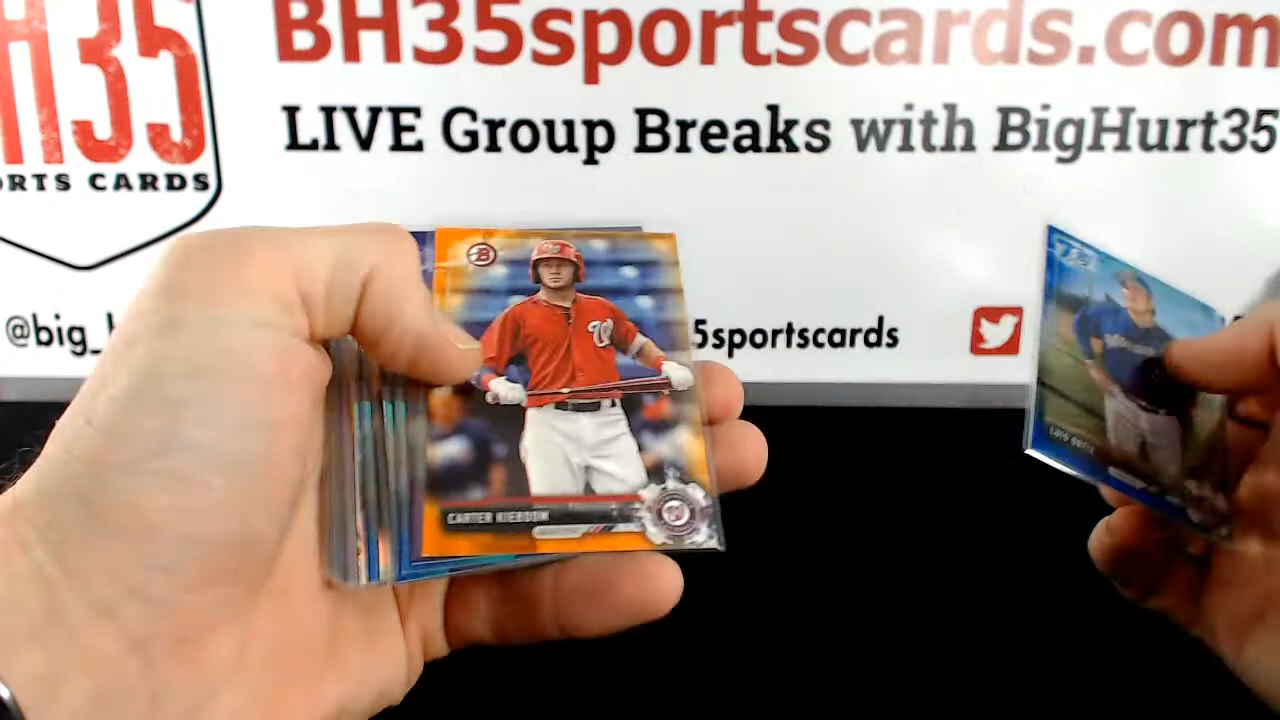 BH35sportscards.com
H35
ORTS CARDS
LIVE Group Breaks with BigHurt35
@big_
5sportscards
B
W
CARTER KIEBOOM